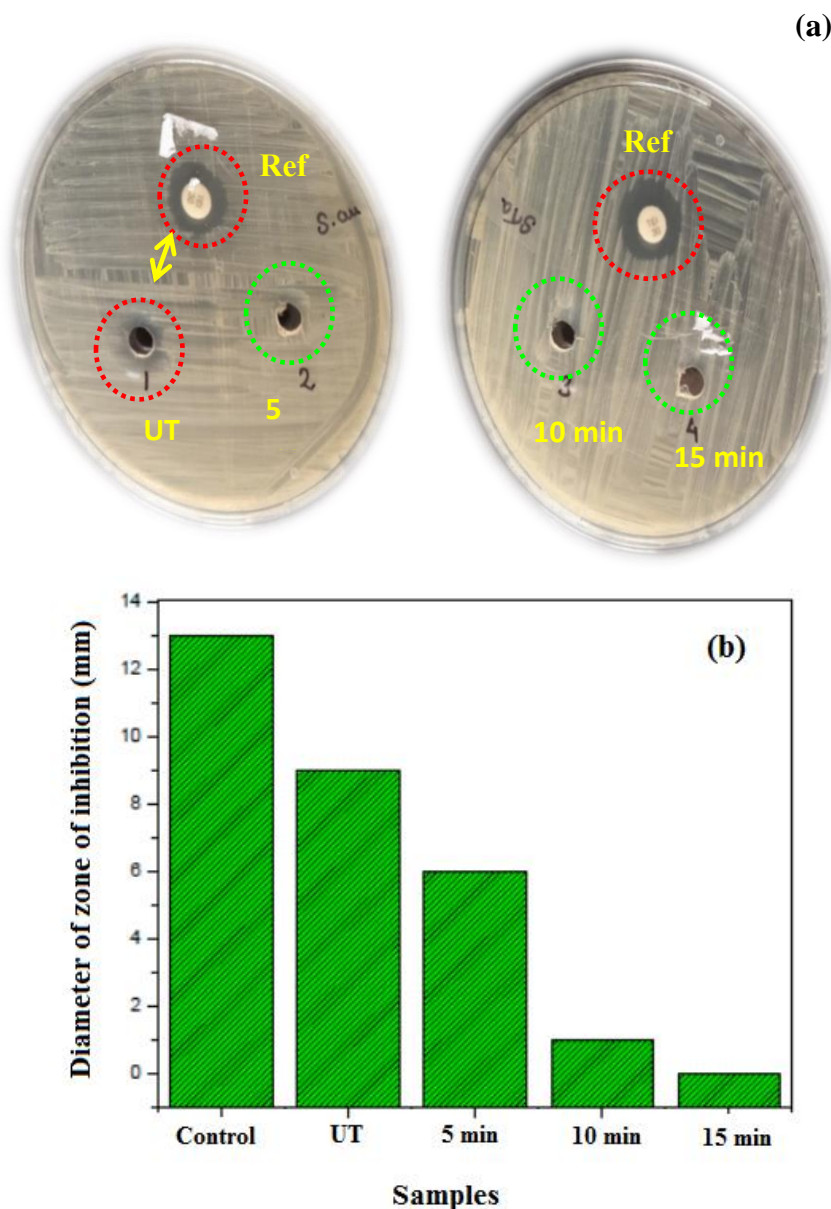 (a)
Ref
S.au
1
2
UT
5
Ref
STa
3
4
10 min
15 min
(b)
Diameter of zone of inhibition (mm)
14
12
10
8
6
4
2
0
Control UT 5 min 10 min 15 min
Samples